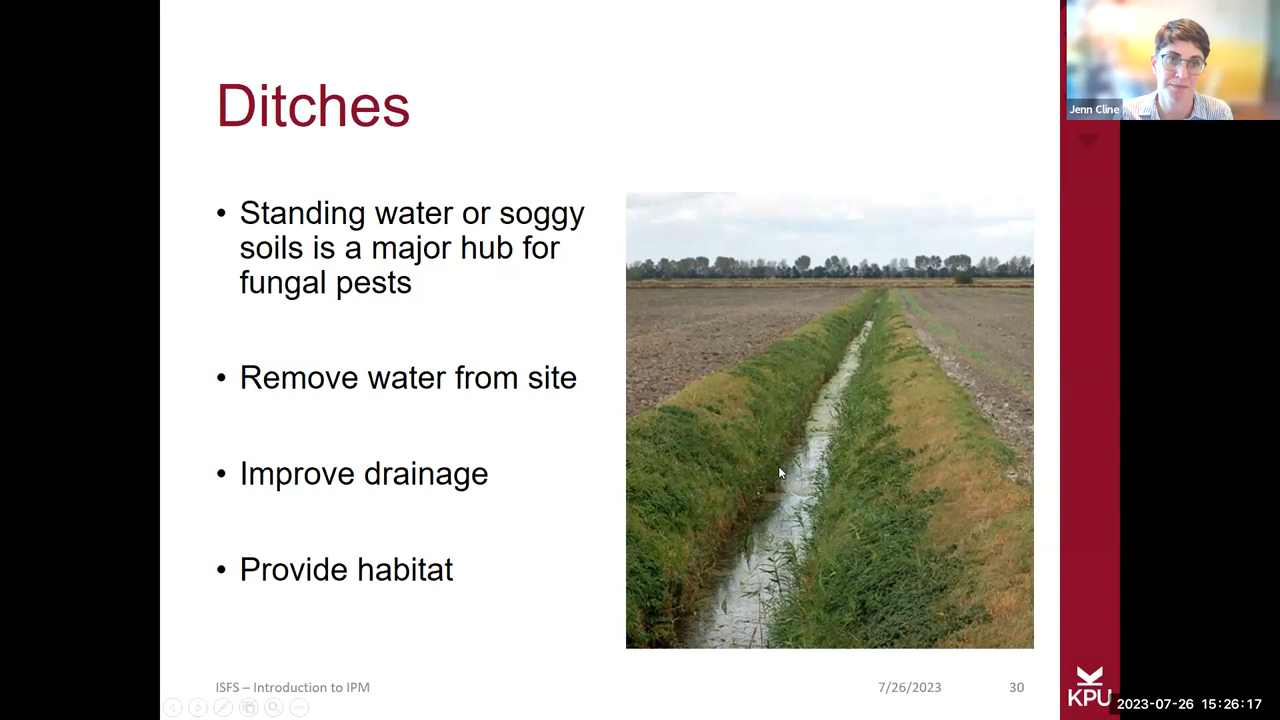 Ditches
• Standing water or soggy
soils is a major hub for
fungal pests
• Remove water from site
• Improve drainage
• Provide habitat
ISFS – Introduction to IPM
7/26/2023
30
Jenn Cline
KPU
2023-07-26 15:26:17